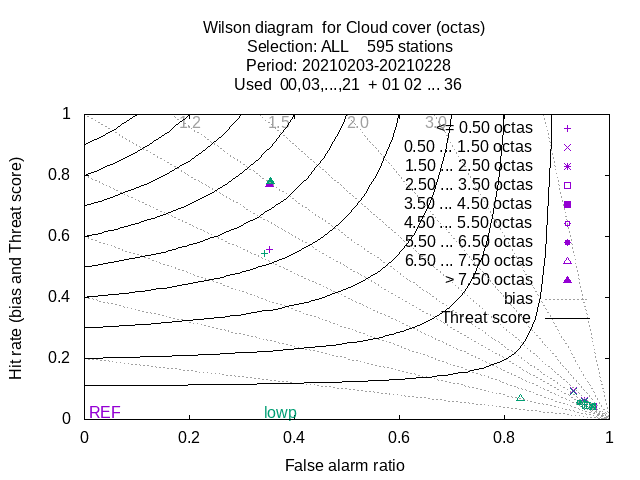 Wilson diagram  for Cloud cover (octas)
Selection: ALL    595 stations
Period: 20210203-20210228
Used  00,03,...,21  + 01 02 ... 36
1.2 1.5 2.0 3.0
<= 0.50 octas
0.50 ... 1.50 octas
1.50 ... 2.50 octas
2.50 ... 3.50 octas
3.50 ... 4.50 octas
4.50 ... 5.50 octas
5.50 ... 6.50 octas
6.50 ... 7.50 octas
> 7.50 octas
bias
Threat score
Hit rate (bias and Threat score)
1
0.8
0.6
0.4
0.2
0
REF lowp
0 0.2 0.4 0.6 0.8 1
False alarm ratio